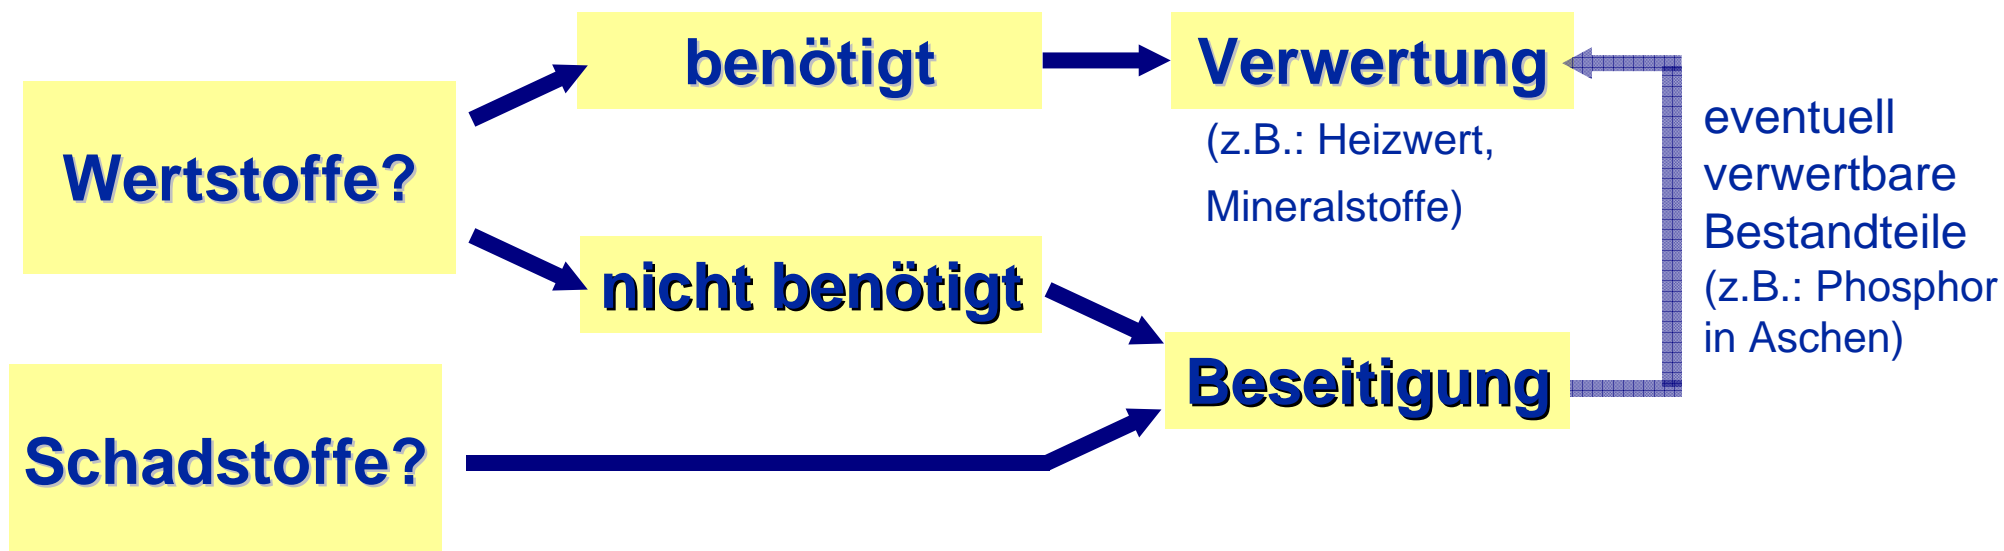 benötigt
Verwertung
Wertstoffe?
(z.B.: Heizwert,
Mineralstoffe)
eventuell
verwertbare
Bestandteile
(z.B.: Phosphor
in Aschen)
nicht benötigt
Beseitigung
Schadstoffe?